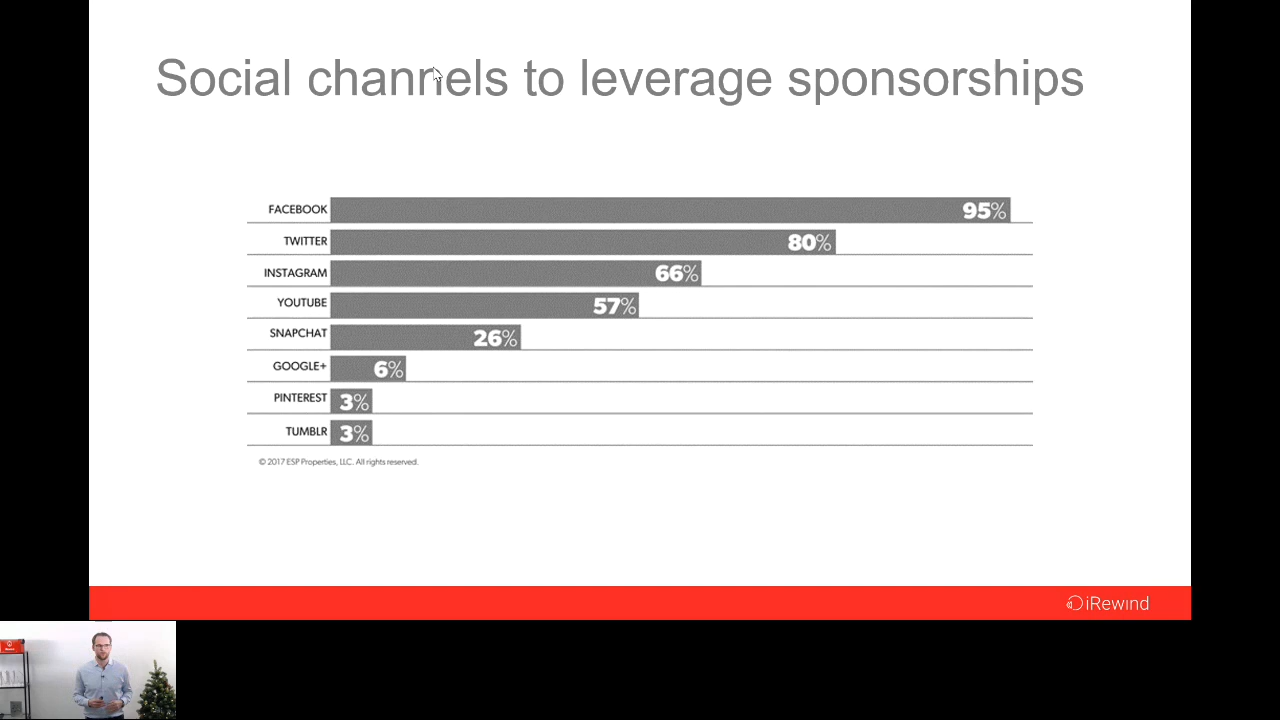 Social channels to leverage sponsorships
FACEBOOK 95%
TWITTER 80%
INSTAGRAM 66%
YOUTUBE 57%
SNAPCHAT 26%
GOOGLE+ 6%
PINTEREST 3%
TUMBLR 3%
© 2017 ESP Properties, LLC. All rights reserved.
iRewind